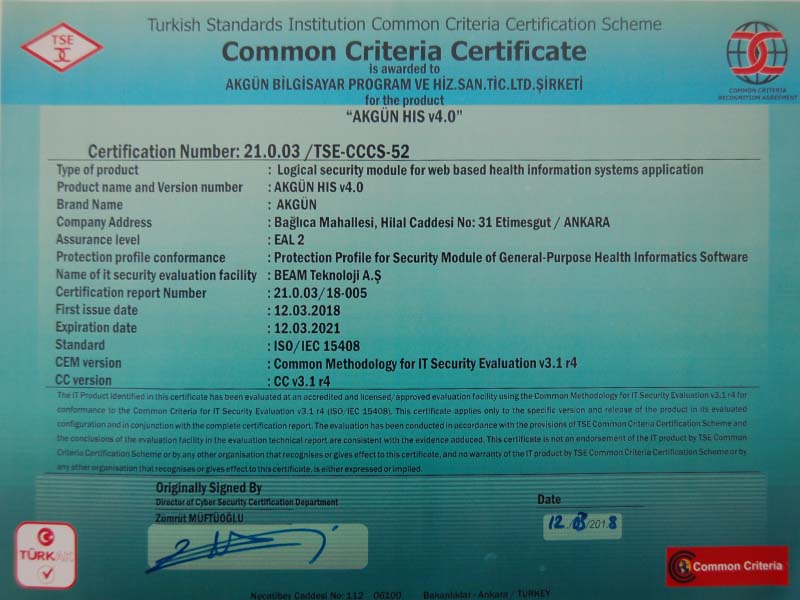 Turkish Standards Institution Common Criteria Certification Scheme
TSE
Common Criteria Certificate
is awarded to
AKGÜN BİLGİSAYAR PROGRAM VE HİZ.SAN.TİC.LTD.ŞİRKETİ
for the product
"AKGÜN HIS v4.0"
COMMON CRITERIA
RECOGNITION AGREEMENT
Certification Number: 21.0.03 /TSE-CCCS-52
Type of product : Logical security module for web based health information systems application
Product name and Version number : AKGÜN HIS v4.0
Brand Name : AKGÜN
Company Address : Bağlıca Mahallesi, Hilal Caddesi No: 31 Etimesgut / ANKARA
Assurance level : EAL 2
Protection profile conformance : Protection Profile for Security Module of General-Purpose Health Informatics Software
Name of it security evaluation facility : BEAM Teknoloji A.Ş
Certification report Number : 21.0.03/18-005
First issue date : 12.03.2018
Expiration date : 12.03.2021
Standard : ISO/IEC 15408
CEM version : Common Methodology for IT Security Evaluation v3.1 r4
CC version : CC v3.1 r4
The IT Product identified in this certificate has been evaluated at an accredited and licensed/approved evaluation facility using the Common Methodology for IT Security Evaluation v3.1 r4 for
conformance to the Common Criteria for IT Security Evaluation v3.1 r4 (ISO/IEC 15408). This certificate applies only to the specific version and release of the product in its evaluated
configuration and in conjunction with the complete certification report. The evaluation has been conducted in accordance with the provisions of TSE Common Criteria Certification Scheme and
the conclusions of the evaluation facility in the evaluation technical report are consistent with the evidence adduced. This certificate is not an endorsement of the IT product by TSE Common
Criteria Certification Scheme or by any other organisation that recognises or gives effect to this certificate, and no warranty of the IT product by TSE Common Criteria Certification Scheme or by
any other organisation that recognises or gives effect to this certificate, is either expressed or implied.
Originally Signed By
Director of Cyber Security Certification Department
Zümrüt MÜFTÜOĞLU
Date
12./03/2018
TÜRKAK
Common Criteria
Necatibey Caddesi No: 112 06100 Bakanlıklar - Ankara / TURKEY